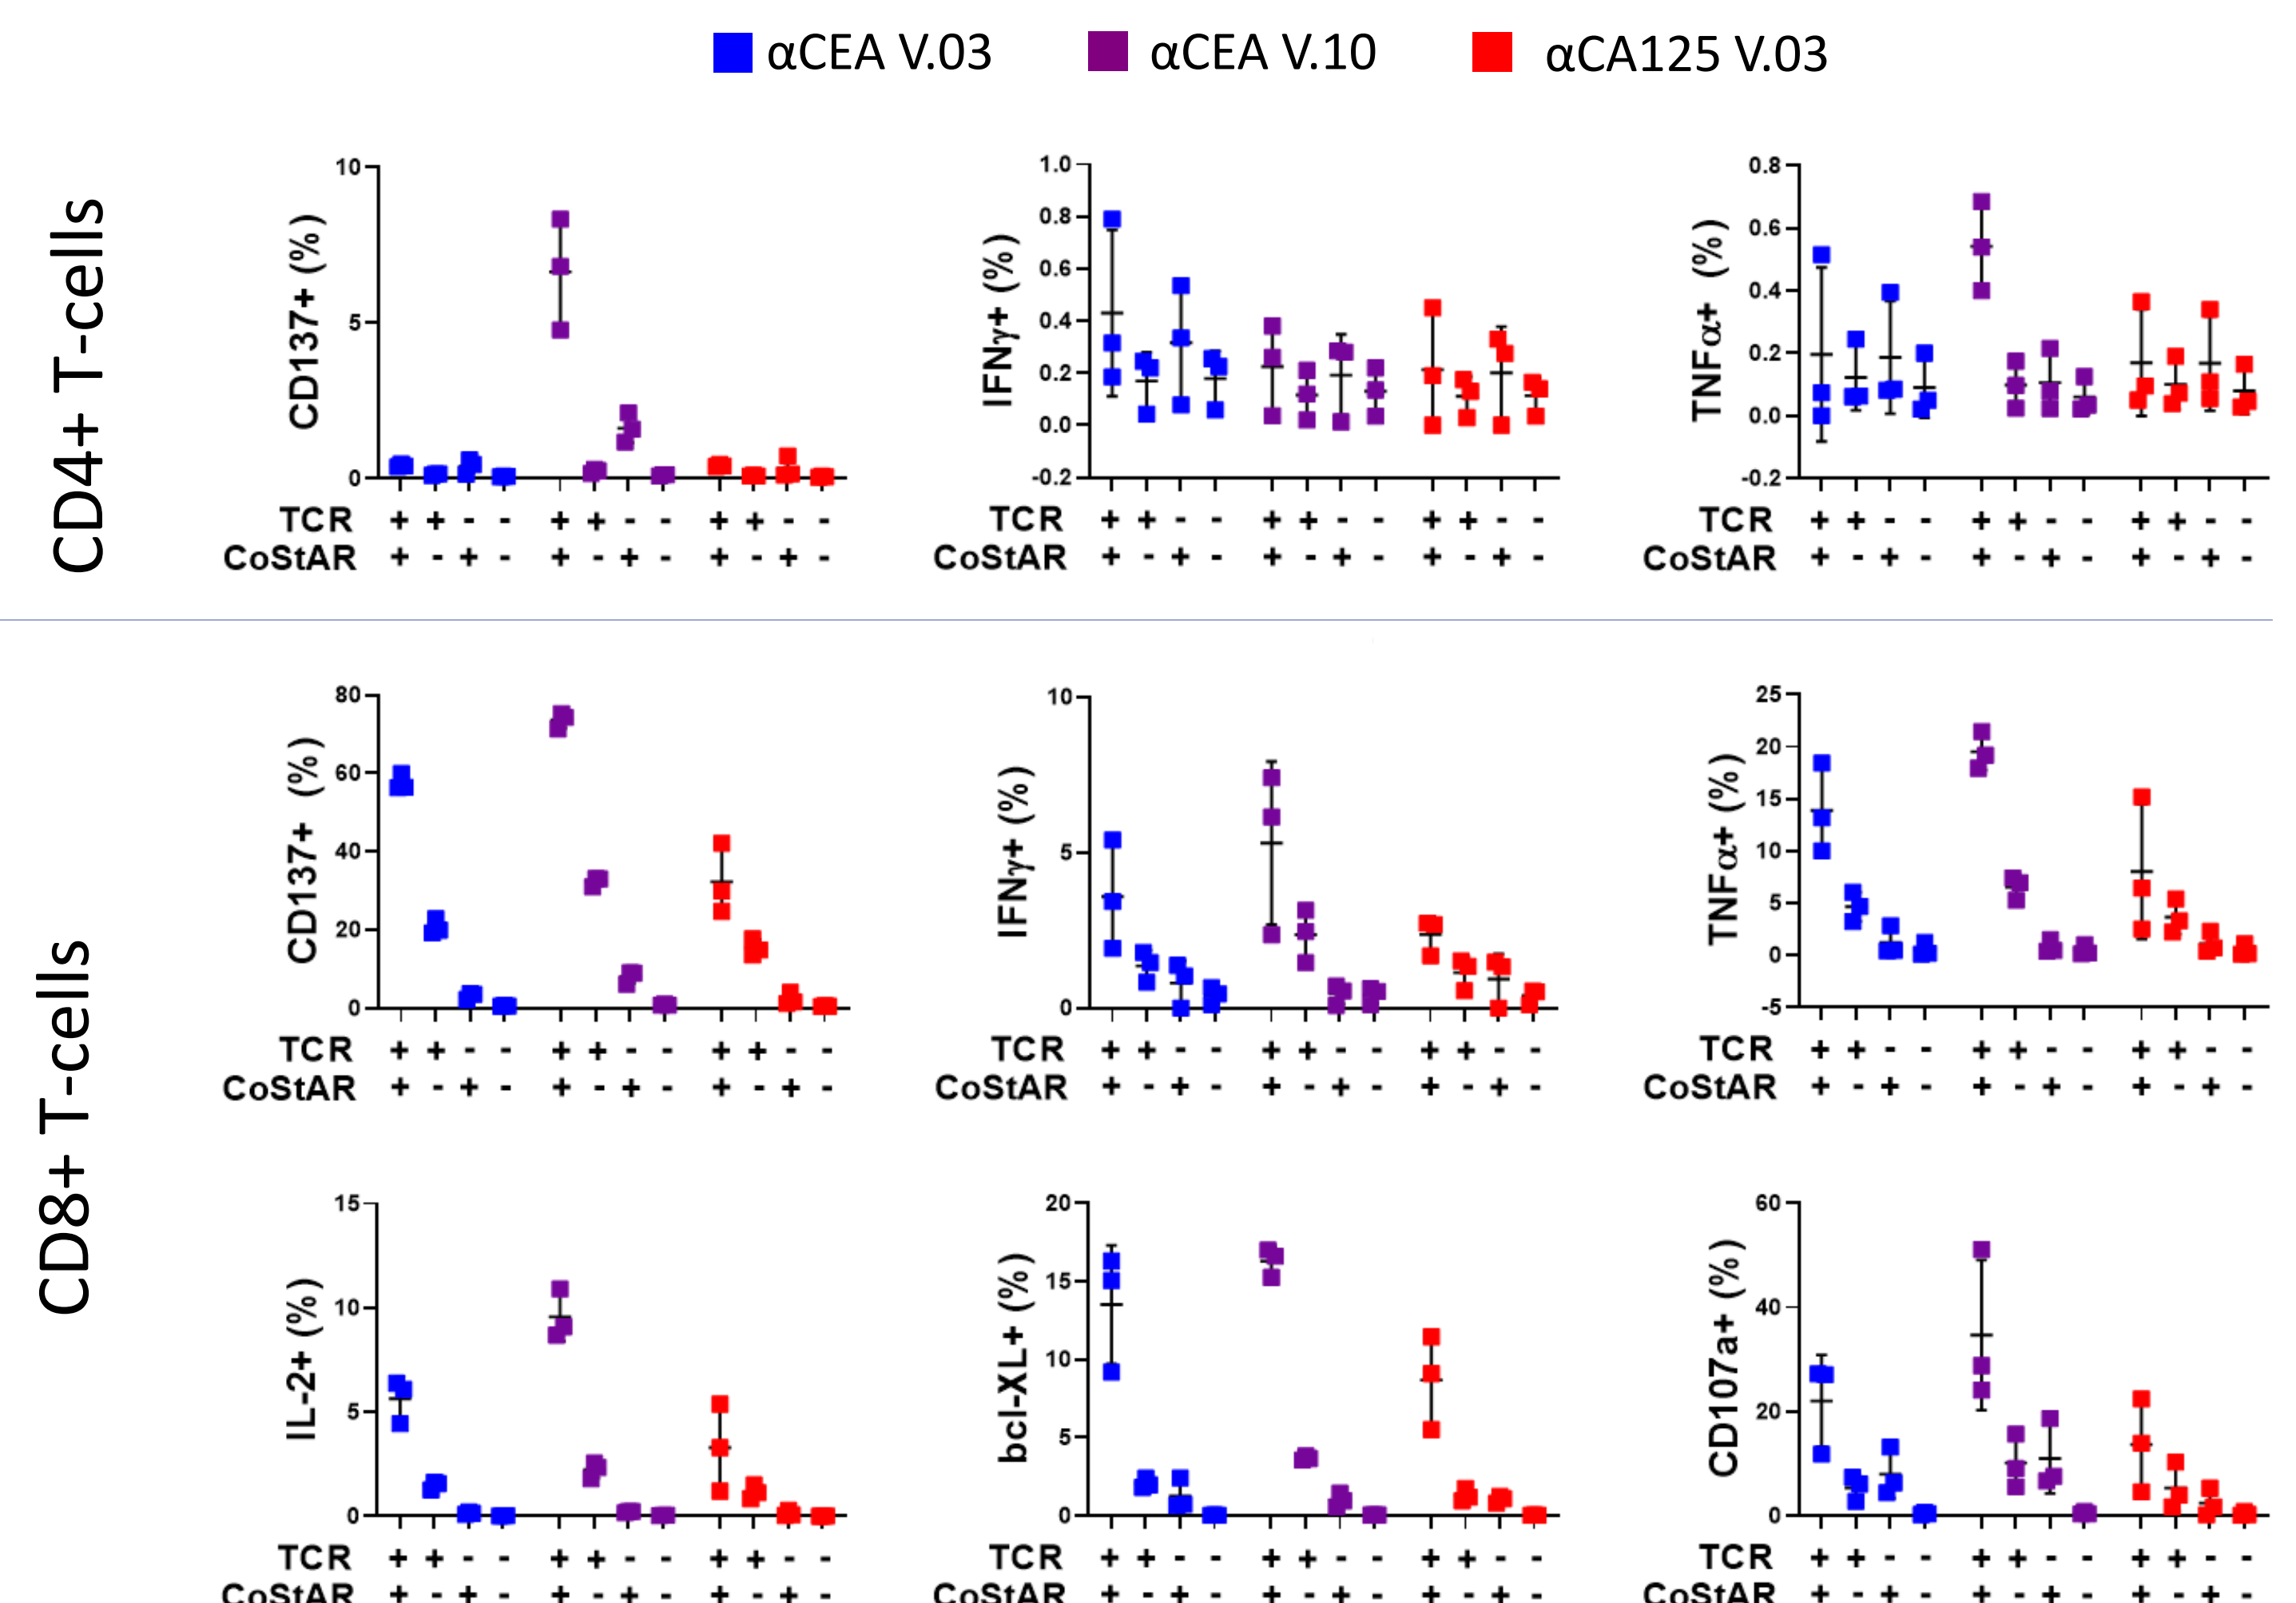 αCEA V.03 αCEA V.10 αCA125 V.03
CD4+ T-cells
CD137+ (%)
10
5
0
TCR + + - - + + - - + + - -
CoStAR + - + - + - + - + - + -
IFNγ+ (%)
1.0
0.8
0.6
0.4
0.2
0.0
-0.2
TCR + + - - + + - - + + - -
CoStAR + - + - + - + - + - + -
TNFα+ (%)
0.8
0.6
0.4
0.2
0.0
-0.2
TCR + + - - + + - - + + - -
CoStAR + - + - + - + - + - + -
CD8+ T-cells
CD137+ (%)
80
60
40
20
0
TCR + + - - + + - - + + - -
CoStAR + - + - + - + - + - + -
IFNγ+ (%)
10
5
0
TCR + + - - + + - - + + - -
CoStAR + - + - + - + - + - + -
TNFα+ (%)
25
20
15
10
5
0
-5
TCR + + - - + + - - + + - -
CoStAR + - + - + - + - + - + -
IL-2+ (%)
15
10
5
0
TCR + + - - + + - - + + - -
CoStAR + - + - + - + - + - + -
bcl-XL+ (%)
20
15
10
5
0
TCR + + - - + + - - + + - -
CoStAR + - + - + - + - + - + -
CD107a+ (%)
60
40
20
0
TCR + + - - + + - - + + - -
CoStAR + - + - + - + - + - + -